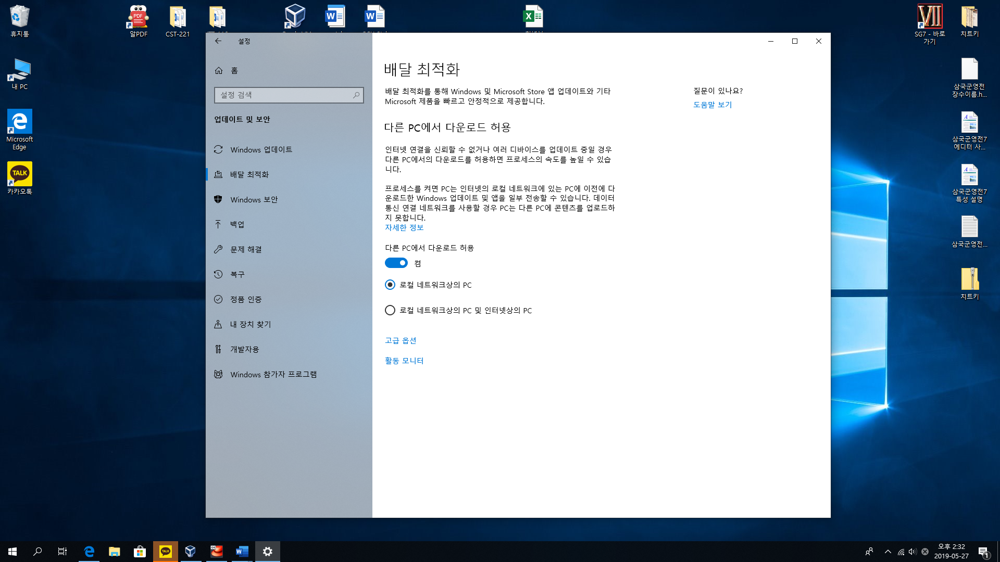 휴지통
알PDF
CST-221
SG7 - 바로
가기
치트키
내 PC
Microsoft
Edge
카카오톡
삼국군영전
장수이름.h...
삼국군영전7
에디터 사...
삼국군영전7
특성 설명
삼국군영전...
치트키
설정
홈
설정 검색
업데이트 및 보안
Windows 업데이트
배달 최적화
Windows 보안
백업
문제 해결
복구
정품 인증
내 장치 찾기
개발자용
Windows 참가자 프로그램
배달 최적화
배달 최적화를 통해 Windows 및 Microsoft Store 앱 업데이트와 기타
Microsoft 제품을 빠르고 안정적으로 제공합니다.
다른 PC에서 다운로드 허용
인터넷 연결을 신뢰할 수 없거나 여러 디바이스를 업데이트 중일 경우
다른 PC에서의 다운로드를 허용하면 프로세스의 속도를 높일 수 있습
니다.
프로세스를 켜면 PC는 인터넷의 로컬 네트워크에 있는 PC에 이전에 다
운로드한 Windows 업데이트 및 앱을 일부 전송할 수 있습니다. 데이터
통신 연결 네트워크를 사용할 경우 PC는 다른 PC에 콘텐츠를 업로드하
지 못합니다.
자세한 정보
다른 PC에서 다운로드 허용
켬
로컬 네트워크상의 PC
로컬 네트워크상의 PC 및 인터넷상의 PC
고급 옵션
활동 모니터
질문이 있나요?
도움말 보기
오후 2:32
2019-05-27
1